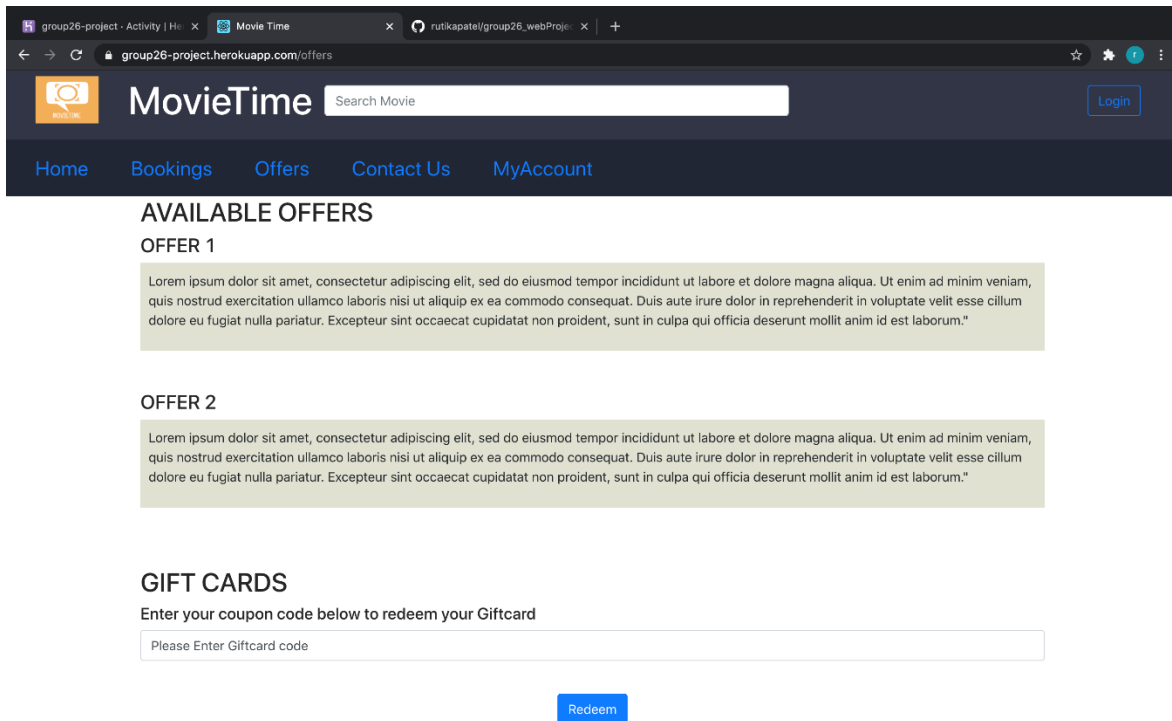 group26-project · Activity | He
Movie Time
rutikapatel/group26_webProjec
group26-project.herokuapp.com/offers
r
MOVIETIME
MovieTime
Search Movie
Login
Home
Bookings
Offers
Contact Us
MyAccount
AVAILABLE OFFERS
OFFER 1
Lorem ipsum dolor sit amet, consectetur adipiscing elit, sed do eiusmod tempor incididunt ut labore et dolore magna aliqua. Ut enim ad minim veniam,
quis nostrud exercitation ullamco laboris nisi ut aliquip ex ea commodo consequat. Duis aute irure dolor in reprehenderit in voluptate velit esse cillum
dolore eu fugiat nulla pariatur. Excepteur sint occaecat cupidatat non proident, sunt in culpa qui officia deserunt mollit anim id est laborum."
OFFER 2
Lorem ipsum dolor sit amet, consectetur adipiscing elit, sed do eiusmod tempor incididunt ut labore et dolore magna aliqua. Ut enim ad minim veniam,
quis nostrud exercitation ullamco laboris nisi ut aliquip ex ea commodo consequat. Duis aute irure dolor in reprehenderit in voluptate velit esse cillum
dolore eu fugiat nulla pariatur. Excepteur sint occaecat cupidatat non proident, sunt in culpa qui officia deserunt mollit anim id est laborum."
GIFT CARDS
Enter your coupon code below to redeem your Giftcard
Please Enter Giftcard code
Redeem